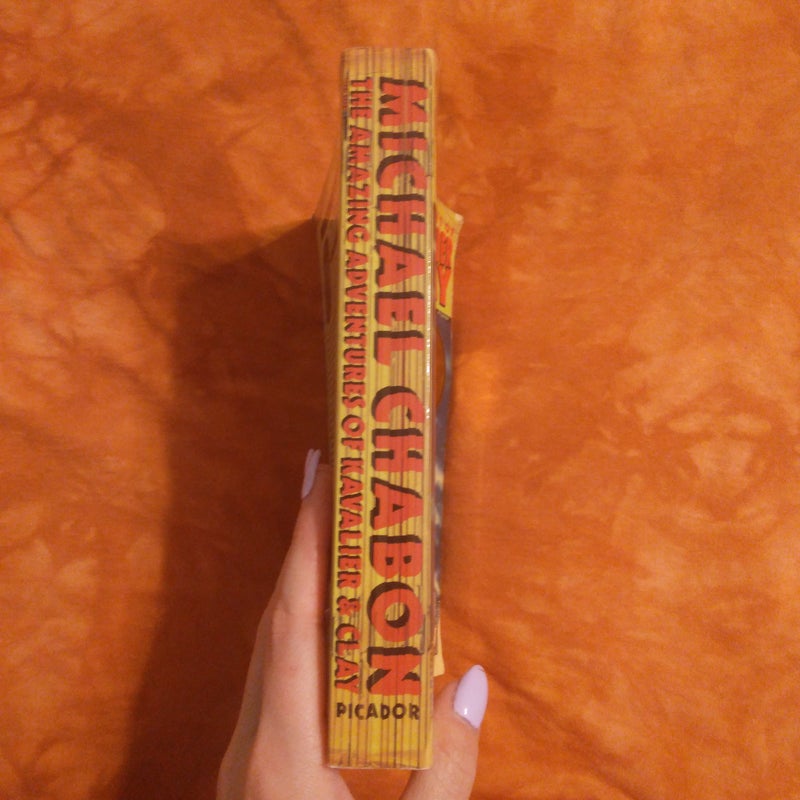 MICHAEL CHABON
THE AMAZING ADVENTURES OF KAVALIER & CLAY
PICADOR